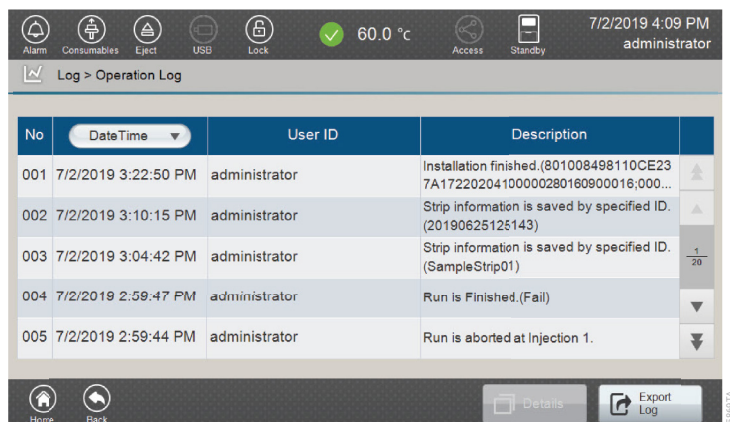 7/2/2019 4:09 PM
60.0 °c
administrator
Alarm Consumables Eject USB Lock Access Standby
Log > Operation Log
No DateTime User ID Description
001 7/2/2019 3:22:50 PM administrator Installation finished.(801008498110CE23
7A1722020410000028016090016;000...
002 7/2/2019 3:10:15 PM administrator Strip information is saved by specified ID.
(20190625125143)
003 7/2/2019 3:04:42 PM administrator Strip information is saved by specified ID.
(SampleStrip01)
1
20
004 7/2/2019 2:59:47 PM administrator Run is Finished.(Fail)
005 7/2/2019 2:59:44 PM administrator Run is aborted at Injection 1.
Details
Export
Log
Home Back